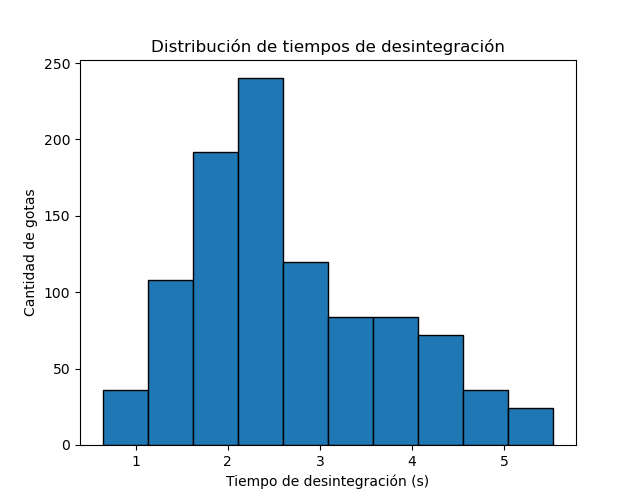 Distribución de tiempos de desintegración
250
200
150
100
50
0
Cantidad de gotas
1 2 3 4 5
Tiempo de desintegración (s)